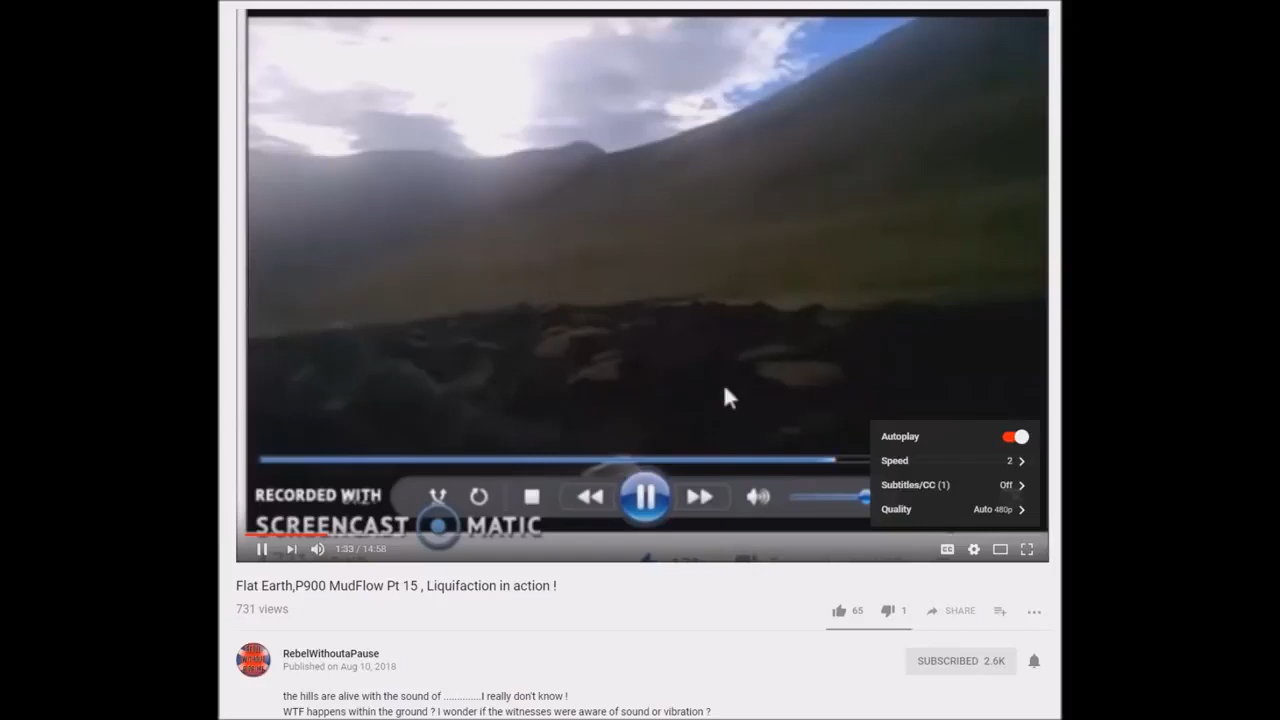 Autoplay
Speed 2
Subtitles/CC (1) Off
Quality Auto 480p
RECORDED WITH
SCREENCAST MATIC
1:33 / 14:58
CC
Flat Earth,P900 MudFlow Pt 15 , Liquifaction in action !
731 views
65 1 SHARE
RebelWithoutaPause
Published on Aug 10, 2018
SUBSCRIBED 2.6K
the hills are alive with the sound of ..............I really don't know !
WTF happens within the ground ? I wonder if the witnesses were aware of sound or vibration ?